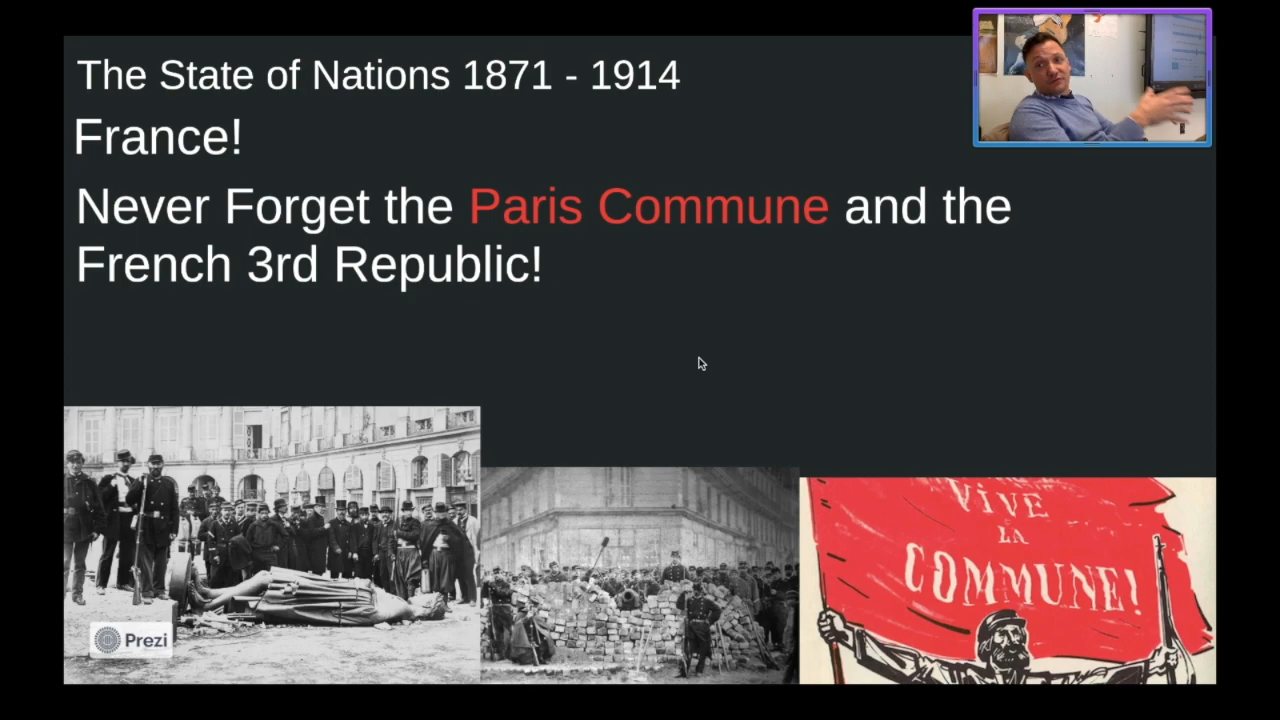 The State of Nations 1871 - 1914
France!
Never Forget the Paris Commune and the
French 3rd Republic!
Prezi
VIVE
LA
COMMUNE!